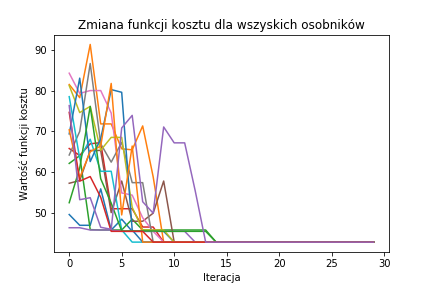 Zmiana funkcji kosztu dla wszyskich osobników
Wartość funkcji kosztu
90
80
70
60
50
0 5 10 15 20 25 30
Iteracja